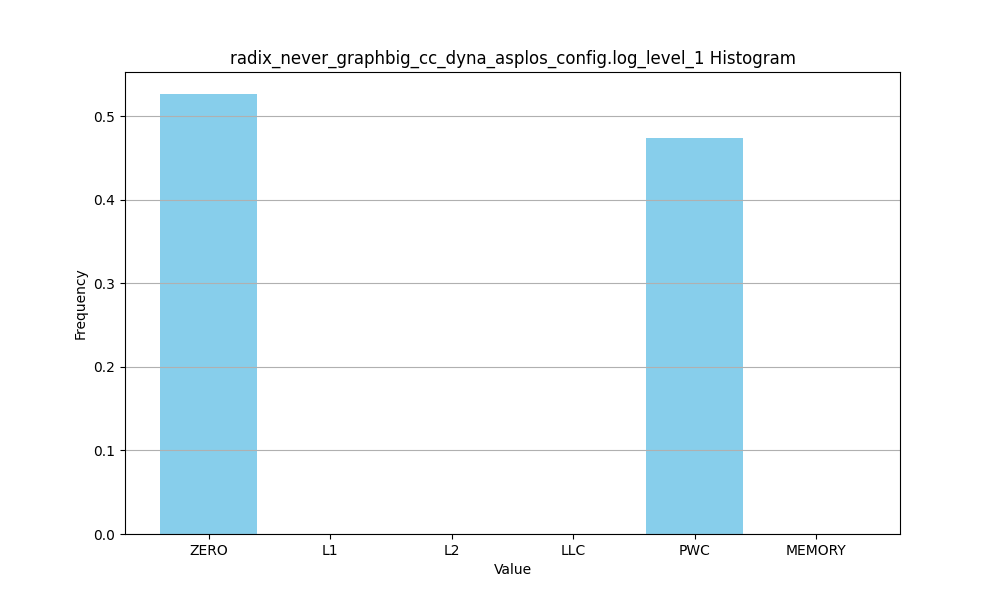 radix_never_graphbig_cc_dyna_asplos_config.log_level_1 Histogram
Frequency
0.5
0.4
0.3
0.2
0.1
0.0
ZERO L1 L2 LLC PWC MEMORY
Value